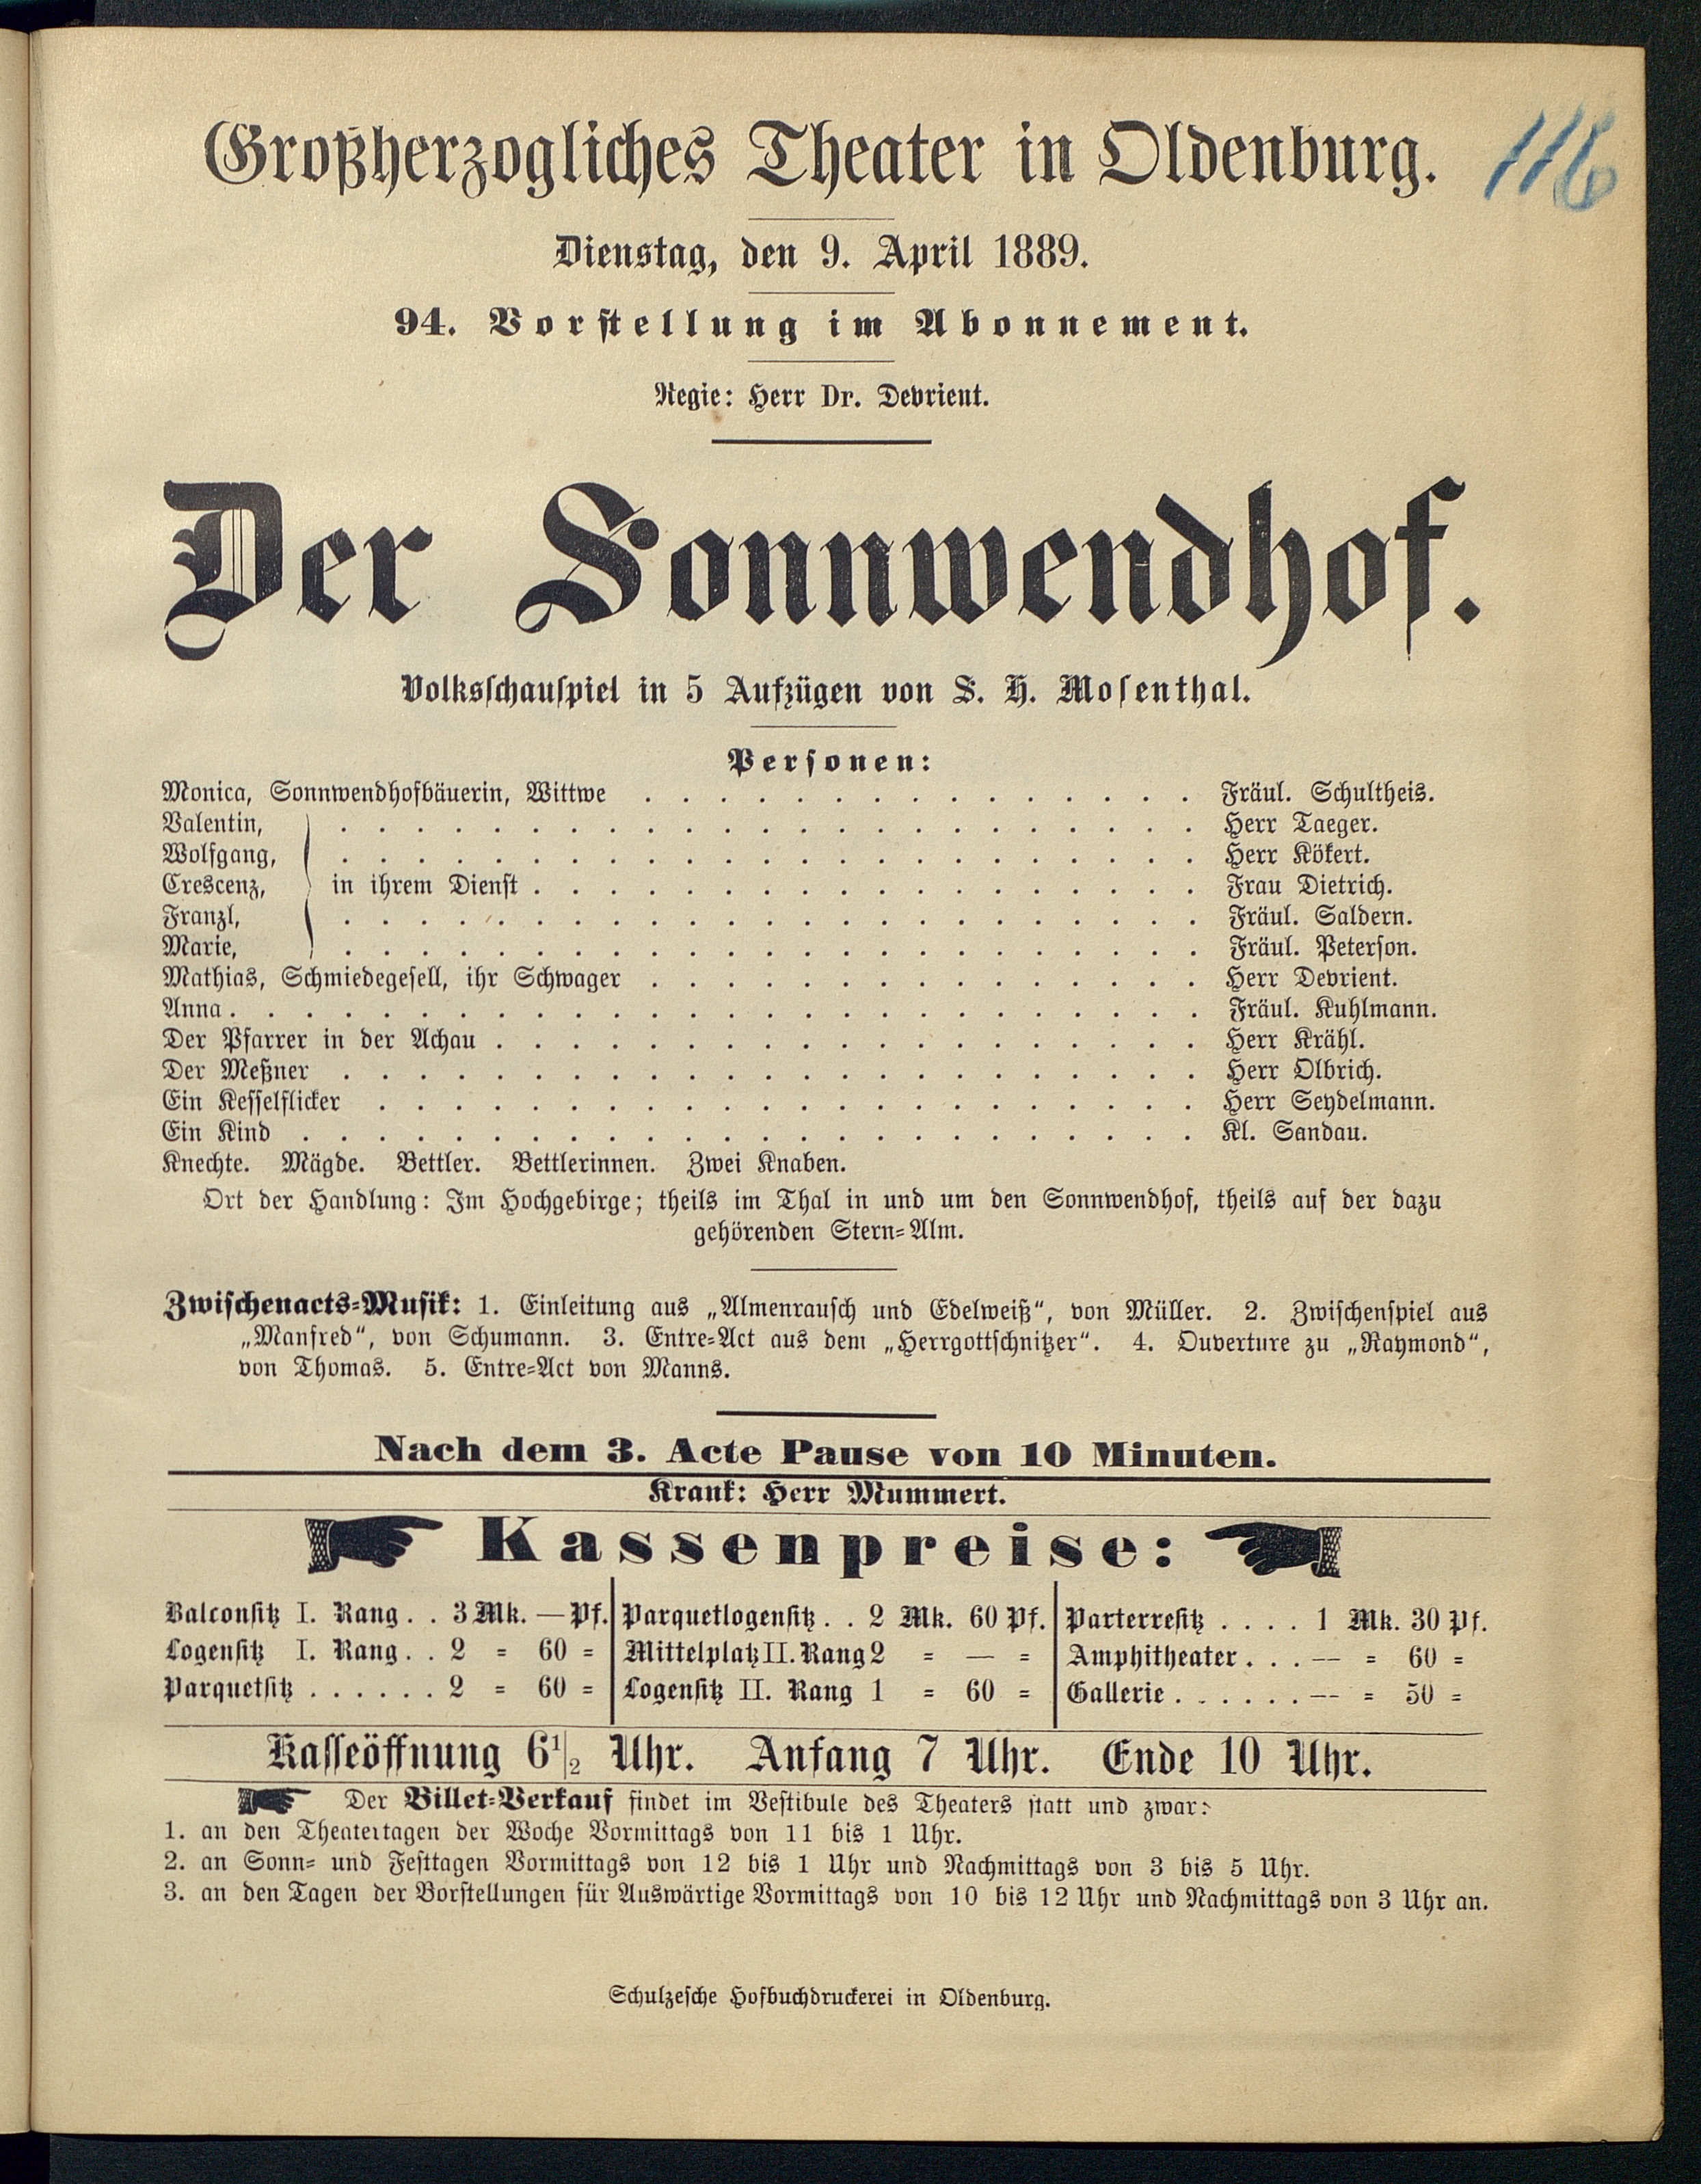 Großherzogliches Theater in Oldenburg.
116
Dienstag, den 9. April 1889.
94. Vorstellung im Abonnement.
Regie: Herr Dr. Devrient.
Der Sonnwendhof.
Volksschauspiel in 5 Aufzügen von S. H. Mosenthal.
Personen:
Monica, Sonnwendhofbäuerin, Wittwe . . . . . . . . . . . . . . . Fräul. Schultheis.
Valentin, . . . . . . . . . . . . . . . . . . . . . . . Herr Taeger.
Wolfgang, . . . . . . . . . . . . . . . . . . . . . . . Herr Kökert.
Crescenz, in ihrem Dienst . . . . . . . . . . . . . . . . . . Frau Dietrich.
Franzl, . . . . . . . . . . . . . . . . . . . . . . . Fräul. Saldern.
Marie, . . . . . . . . . . . . . . . . . . . . . . . Fräul. Peterson.
Mathias, Schmiedegesell, ihr Schwager . . . . . . . . . . . . . . . Herr Devrient.
Anna . . . . . . . . . . . . . . . . . . . . . . . . . . Fräul. Kuhlmann.
Der Pfarrer in der Achau . . . . . . . . . . . . . . . . . . . Herr Krähl.
Der Meßner . . . . . . . . . . . . . . . . . . . . . . . Herr Olbrich.
Ein Kesselflicker . . . . . . . . . . . . . . . . . . . . . . Herr Seydelmann.
Ein Kind . . . . . . . . . . . . . . . . . . . . . . . . Kl. Sandau.
Knechte. Mägde. Bettler. Bettlerinnen. Zwei Knaben.
Ort der Handlung: Im Hochgebirge; theils im Thal in und um den Sonnwendhof, theils auf der dazu
gehörenden Stern-Alm.
Zwischenacts-Musik: 1. Einleitung aus „Almenrausch und Edelweiß“, von Müller. 2. Zwischenspiel aus
„Manfred“, von Schumann. 3. Entre-Act aus dem „Herrgottschnitzer“. 4. Ouverture zu „Raymond“,
von Thomas. 5. Entre-Act von Manns.
Nach dem 3. Acte Pause von 10 Minuten.
Krank: Herr Mummert.
Kassenpreise:
Balconsitz I. Rang . . 3 Mk. — Pf. Parquetlogensitz . . 2 Mk. 60 Pf. Parterresitz . . . . 1 Mk. 30 Pf.
Logensitz I. Rang . . 2 = 60 = Mittelplatz II. Rang 2 = — = Amphitheater . . . — = 60 =
Parquetsitz . . . . . . 2 = 60 = Logensitz II. Rang 1 = 60 = Gallerie . . . . . . — = 50 =
Kasseöffnung 6 1/2 Uhr. Anfang 7 Uhr. Ende 10 Uhr.
Der Billet-Verkauf findet im Vestibule des Theaters statt und zwar:
1. an den Theatertagen der Woche Vormittags von 11 bis 1 Uhr.
2. an Sonn- und Festtagen Vormittags von 12 bis 1 Uhr und Nachmittags von 3 bis 5 Uhr.
3. an den Tagen der Vorstellungen für Auswärtige Vormittags von 10 bis 12 Uhr und Nachmittags von 3 Uhr an.
Schulzesche Hofbuchdruckerei in Oldenburg.